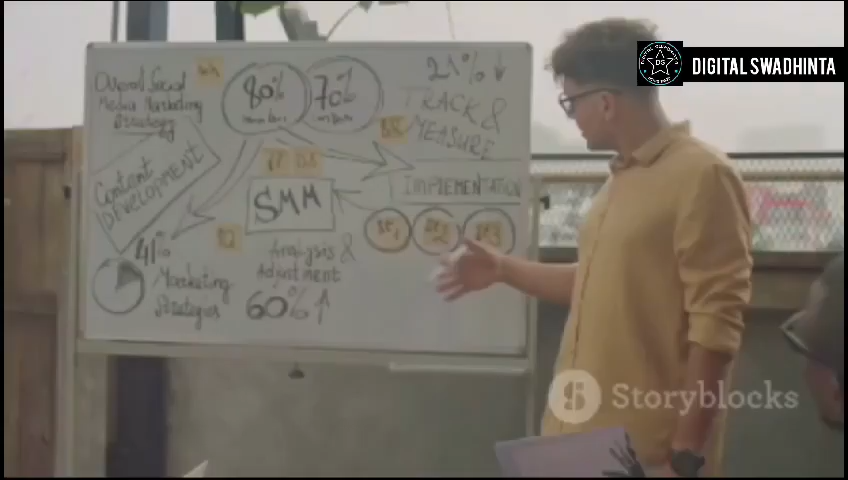 DIGITAL SWADHINTA
DS
Overall Social
Media Marketing
Strategy
80%
70%
21% ↓
TRACK &
MEASURE
Content
DEVELOPMENT
SMM
IMPLEMENTATION
41%
Marketing
Strategies
Analysis &
Adjustment
60% ↑
Storyblocks